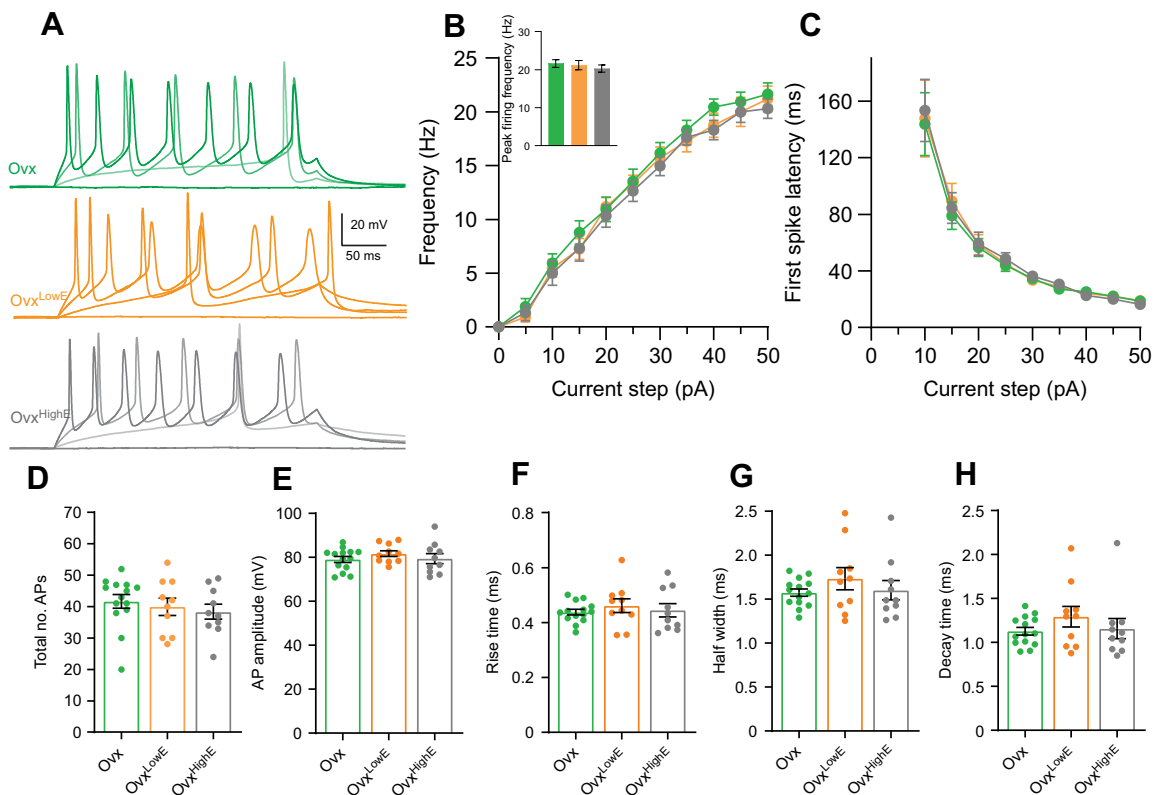 A
Ovx
Ovx^LowE
20 mV
50 ms
Ovx^HighE
B
Frequency (Hz)
25
20
15
10
5
0
0 10 20 30 40 50
Current step (pA)
Peak firing frequency (Hz)
30
20
10
0
C
First spike latency (ms)
160
120
80
40
0
0 10 20 30 40 50
Current step (pA)
D
Total no. APs
70
60
50
40
30
20
10
0
Ovx
Ovx^LowE
Ovx^HighE
E
AP amplitude (mV)
100
80
60
40
20
0
Ovx
Ovx^LowE
Ovx^HighE
F
Rise time (ms)
0.8
0.6
0.4
0.2
0.0
Ovx
Ovx^LowE
Ovx^HighE
G
Half width (ms)
2.5
2.0
1.5
1.0
0.5
0.0
Ovx
Ovx^LowE
Ovx^HighE
H
Decay time (ms)
2.5
2.0
1.5
1.0
0.5
0.0
Ovx
Ovx^LowE
Ovx^HighE